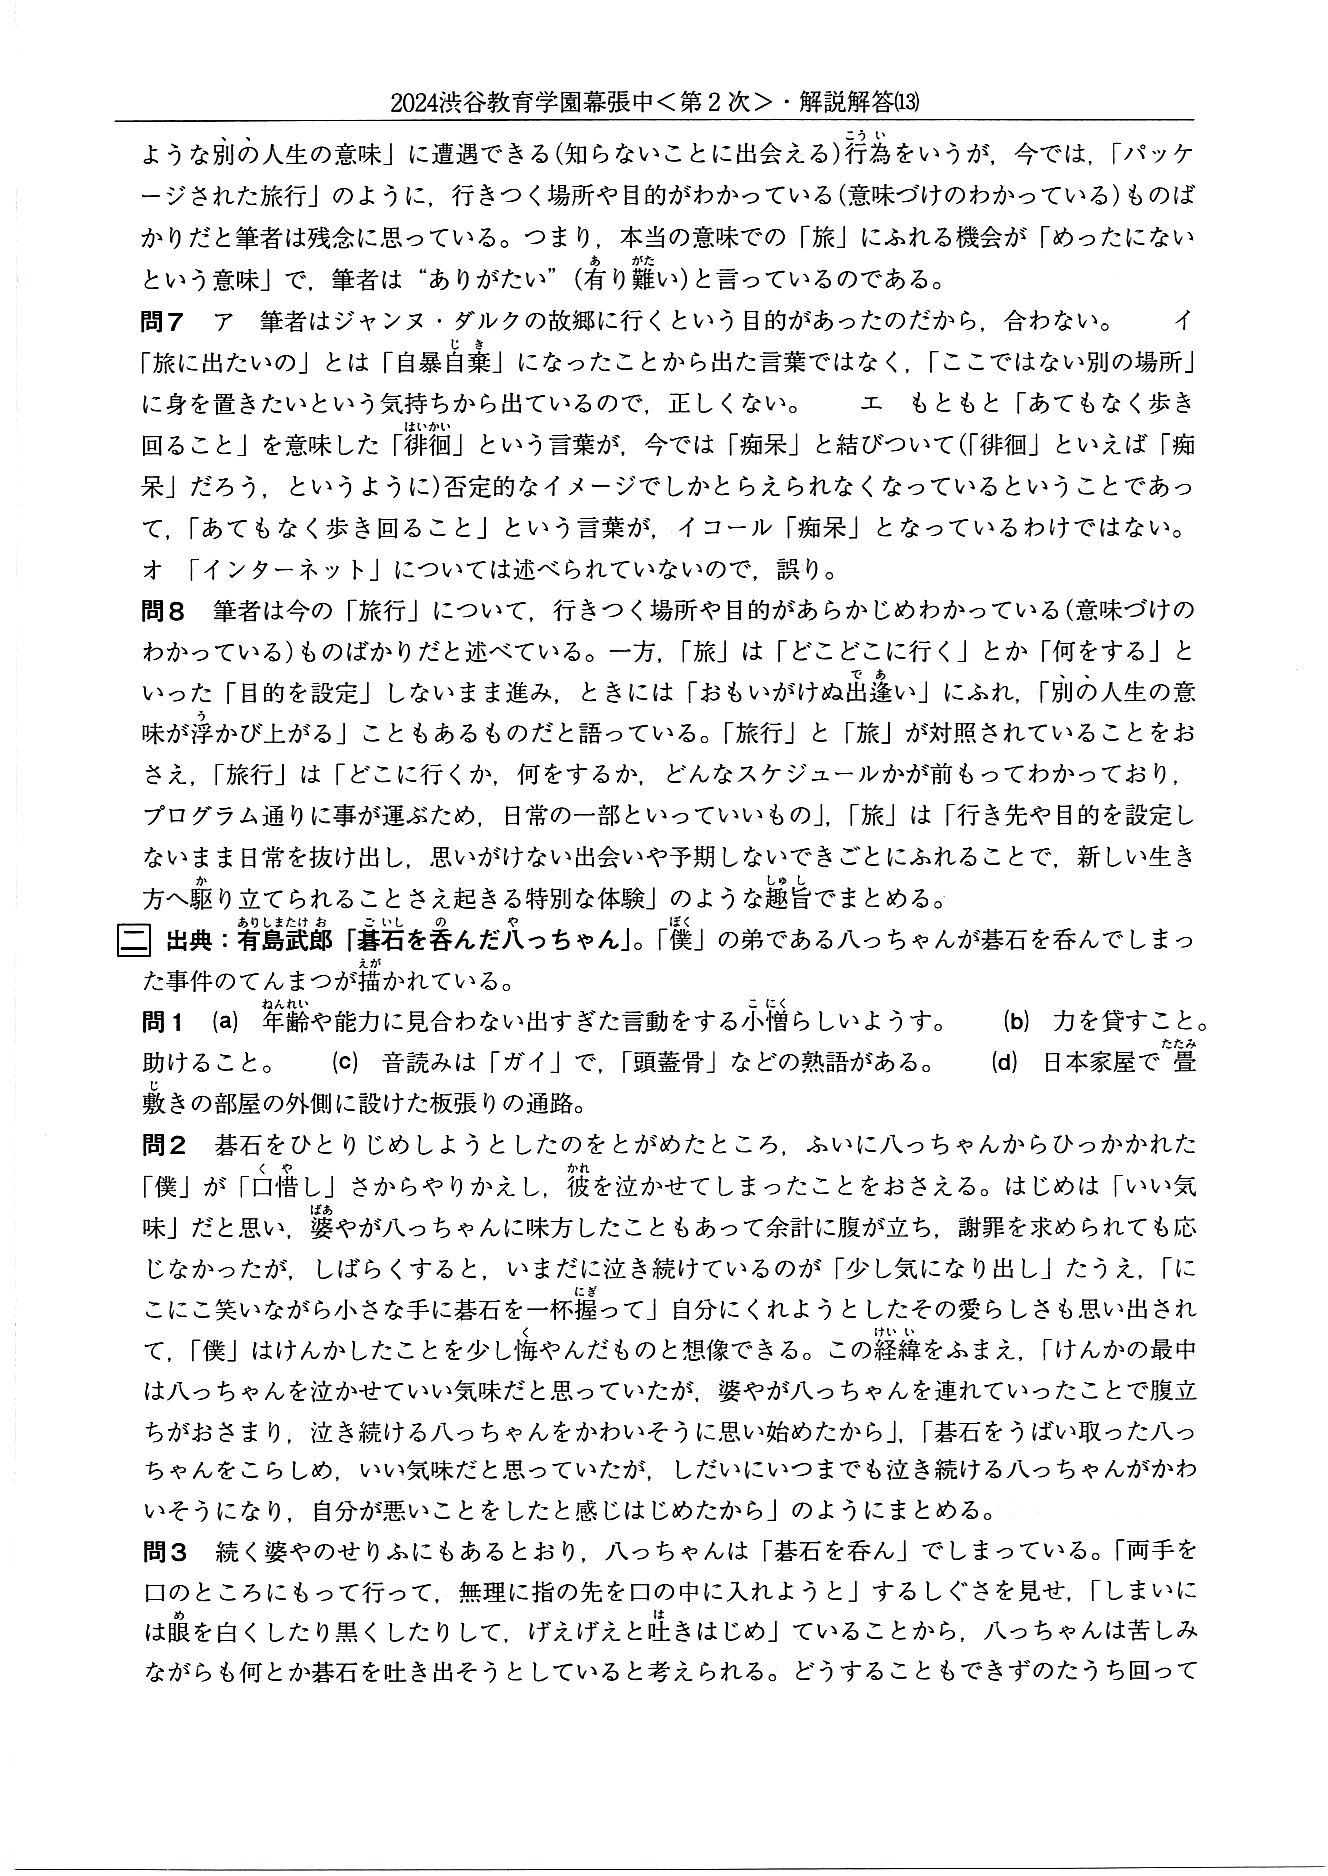 2024渋谷教育学園幕張中＜第２次＞・解説解答⒀
ような別の人生の意味」に遭遇できる(知らないことに出会える)行為をいうが，今では，「パッケ
ージされた旅行」のように，行きつく場所や目的がわかっている(意味づけのわかっている)ものば
かりだと筆者は残念に思っている。つまり，本当の意味での「旅」にふれる機会が「めったにない
という意味」で，筆者は“ありがたい”(有り難い)と言っているのである。
問７　ア　筆者はジャンヌ・ダルクの故郷に行くという目的があったのだから，合わない。　　イ
「旅に出たいの」とは「自暴自棄」になったことから出た言葉ではなく，「ここではない別の場所」
に身を置きたいという気持ちから出ているので，正しくない。　　エ　もともと「あてもなく歩き
回ること」を意味した「徘徊」という言葉が，今では「痴呆」と結びついて(「徘徊」といえば「痴
呆」だろう，というように)否定的なイメージでしかとらえられなくなっているということであっ
て，「あてもなく歩き回ること」という言葉が，イコール「痴呆」となっているわけではない。
オ　「インターネット」については述べられていないので，誤り。
問８　筆者は今の「旅行」について，行きつく場所や目的があらかじめわかっている(意味づけの
わかっている)ものばかりだと述べている。一方，「旅」は「どこどこに行く」とか「何をする」と
いった「目的を設定」しないまま進み，ときには「おもいがけぬ出逢い」にふれ，「別の人生の意
味が浮かび上がる」こともあるものだと語っている。「旅行」と「旅」が対照されていることをお
さえ，「旅行」は「どこに行くか，何をするか，どんなスケジュールかが前もってわかっており，
プログラム通りに事が運ぶため，日常の一部といっていいもの」，「旅」は「行き先や目的を設定し
ないまま日常を抜け出し，思いがけない出会いや予期しないできごとにふれることで，新しい生き
方へ駆り立てられることさえ起きる特別な体験」のような趣旨でまとめる。
二　出典：有島武郎「碁石を呑んだ八っちゃん」。「僕」の弟である八っちゃんが碁石を呑んでしまっ
た事件のてんまつが描かれている。
問１　(a)　年齢や能力に見合わない出すぎた言動をする小憎らしいようす。　　(b)　力を貸すこと。
助けること。　　(c)　音読みは「ガイ」で，「頭蓋骨」などの熟語がある。　　(d)　日本家屋で畳
敷きの部屋の外側に設けた板張りの通路。
問２　碁石をひとりじめしようとしたのをとがめたところ，ふいに八っちゃんからひっかかれた
「僕」が「口惜し」さからやりかえし，彼を泣かせてしまったことをおさえる。はじめは「いい気
味」だと思い，婆やが八っちゃんに味方したこともあって余計に腹が立ち，謝罪を求められても応
じなかったが，しばらくすると，いまだに泣き続けているのが「少し気になり出し」たうえ，「に
こにこ笑いながら小さな手に碁石を一杯握って」自分にくれようとしたその愛らしさも思い出され
て，「僕」はけんかしたことを少し悔やんだものと想像できる。この経緯をふまえ，「けんかの最中
は八っちゃんを泣かせていい気味だと思っていたが，婆やが八っちゃんを連れていったことで腹立
ちがおさまり，泣き続ける八っちゃんをかわいそうに思い始めたから」，「碁石をうばい取った八っ
ちゃんをこらしめ，いい気味だと思っていたが，しだいにいつまでも泣き続ける八っちゃんがかわ
いそうになり，自分が悪いことをしたと感じはじめたから」のようにまとめる。
問３　続く婆やのせりふにもあるとおり，八っちゃんは「碁石を呑ん」でしまっている。「両手を
口のところにもって行って，無理に指の先を口の中に入れようと」するしぐさを見せ，「しまいに
は眼を白くしたり黒くしたりして，げえげえと吐きはじめ」ていることから，八っちゃんは苦しみ
ながらも何とか碁石を吐き出そうとしていると考えられる。どうすることもできずのたうち回って